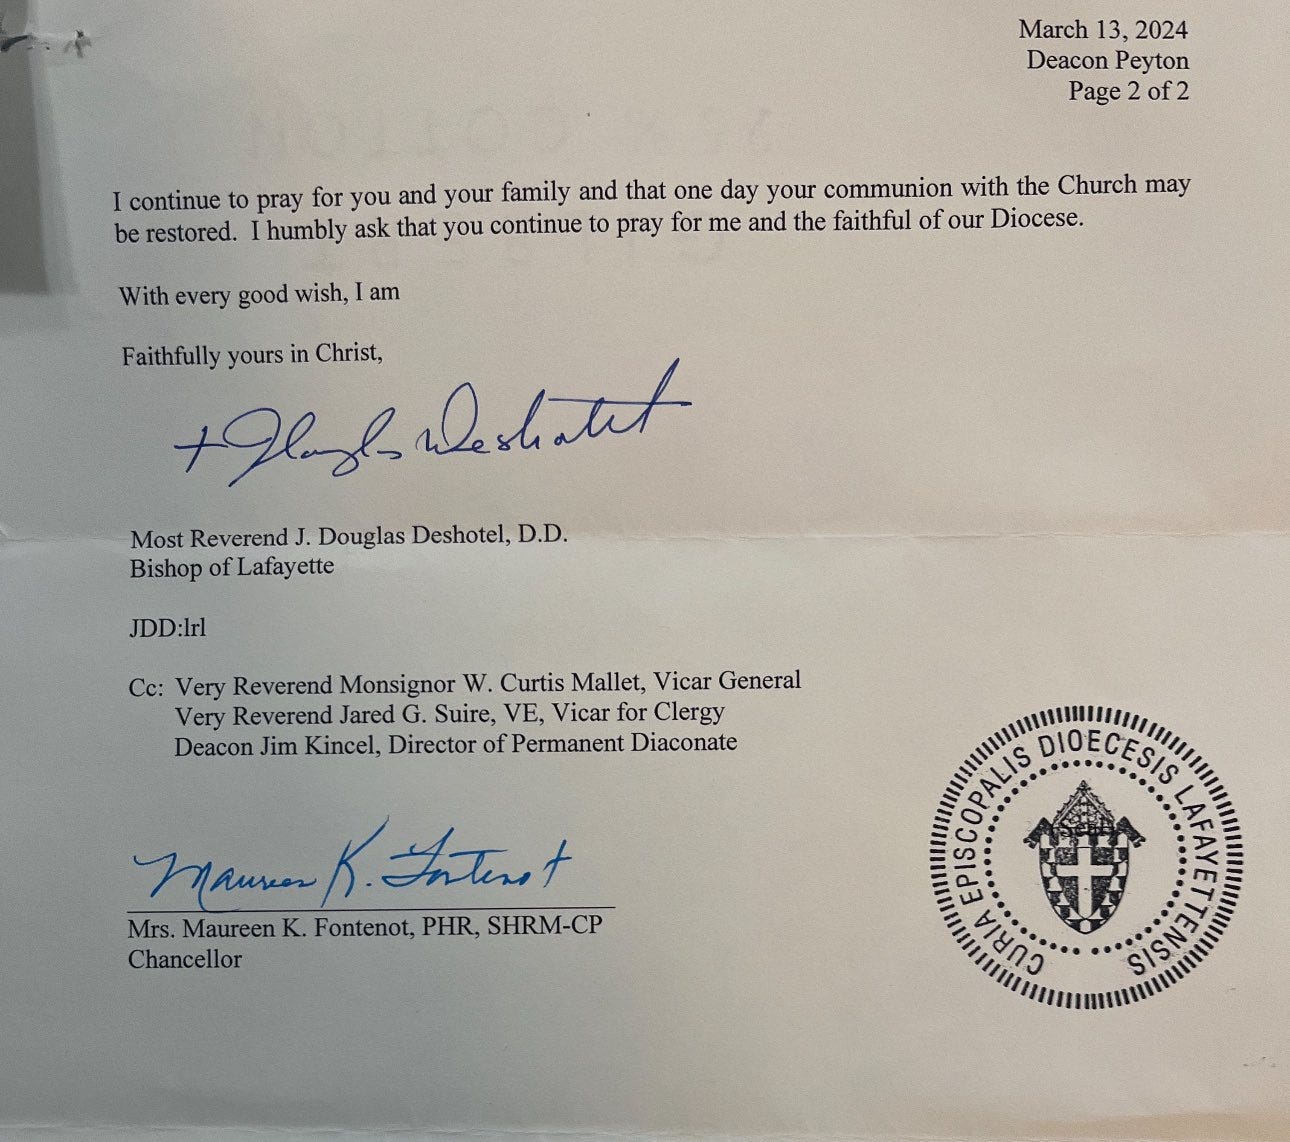 March 13, 2024
Deacon Peyton
Page 2 of 2
I continue to pray for you and your family and that one day your communion with the Church may
be restored.  I humbly ask that you continue to pray for me and the faithful of our Diocese.
With every good wish, I am
Faithfully yours in Christ,
+ J Douglas Deshotel
Most Reverend J. Douglas Deshotel, D.D.
Bishop of Lafayette
JDD:lrl
Cc: Very Reverend Monsignor W. Curtis Mallet, Vicar General
Very Reverend Jared G. Suire, VE, Vicar for Clergy
Deacon Jim Kincel, Director of Permanent Diaconate
Maureen K. Fontenot
Mrs. Maureen K. Fontenot, PHR, SHRM-CP
Chancellor
CURIA EPISCOPALIS DIOECESIS LAFAYETTENSIS
(Seal)